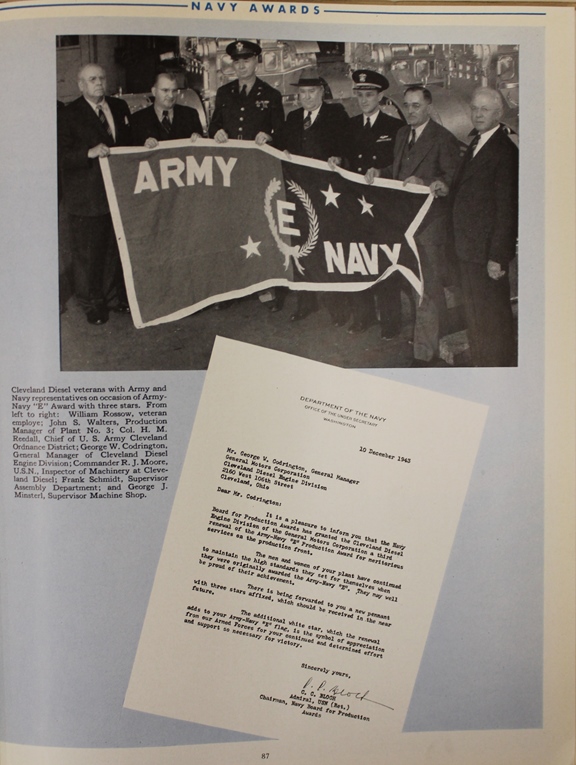 NAVY AWARDS
ARMY
E
NAVY
Cleveland Diesel veterans with Army and
Navy representatives on occasion of Army-
Navy "E" Award with three stars. From
left to right: William Rossow, veteran
employe; John S. Walters, Production
Manager of Plant No. 3; Col. H. M.
Reedall, Chief of U. S. Army Cleveland
Ordnance District; George W. Codrington,
General Manager of Cleveland Diesel
Engine Division; Commander R. J. Moore,
U.S.N., Inspector of Machinery at Cleve-
land Diesel; Frank Schmidt, Supervisor
Assembly Department; and George J.
Minsterl, Supervisor Machine Shop.
DEPARTMENT OF THE NAVY
OFFICE OF THE UNDER SECRETARY
WASHINGTON
10 December 1943
Mr. George W. Codrington, General Manager
General Motors Corporation
Cleveland Diesel Engine Division
2160 West 106th Street
Cleveland, Ohio
Dear Mr. Codrington:
It is a pleasure to inform you that the Navy
Board for Production Awards has granted the Cleveland Diesel
Engine Division of the General Motors Corporation a third
renewal of the Army-Navy "E" Production Award for meritorious
services on the production front.
The men and women of your plant have continued
to maintain the high standards they set for themselves when
they were originally awarded the Army-Navy "E". They may well
be proud of their achievement.
There is being forwarded to you a new pennant
with three stars affixed, which should be received in the near
future.
The additional white star, which the renewal
adds to your Army-Navy "E" flag, is the symbol of appreciation
from our Armed Forces for your continued and determined effort
and support so necessary for victory.
Sincerely yours,
C. C. BLOCH
Admiral, USN (Ret.)
Chairman, Navy Board for Production
Awards
87